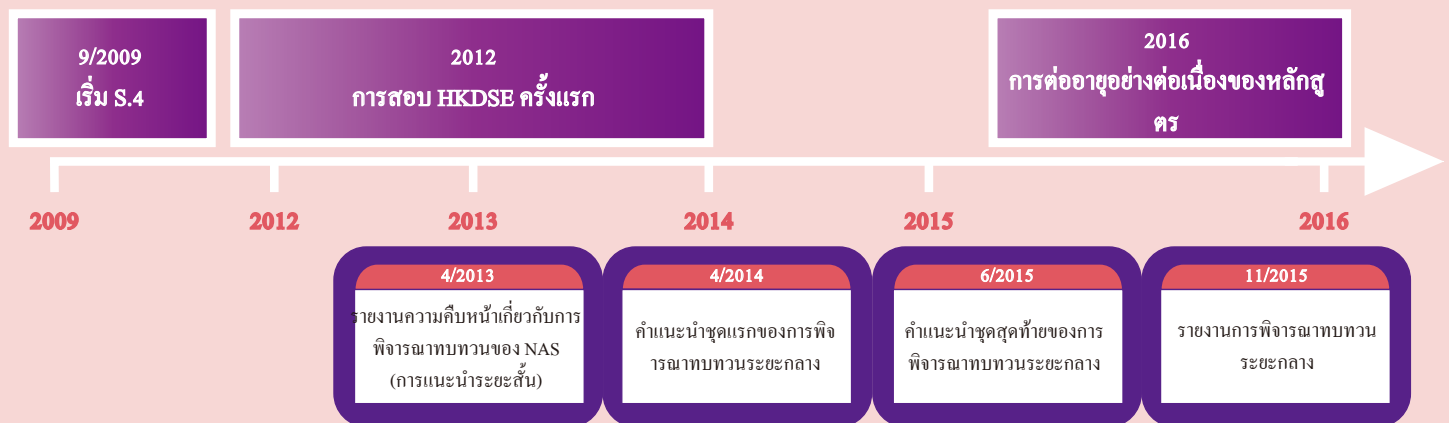 9/2009
เริ่ม S.4
2012
การสอบ HKDSE ครั้งแรก
2016
การต่ออายุอย่างต่อเนื่องของหลักสู
ตร
2009
2012
2013
2014
2015
2016
4/2013
รายงานความคืบหน้าเกี่ยวกับการ
พิจารณาทบทวนของ NAS
(การแนะนำระยะสั้น)
4/2014
คำแนะนำชุดแรกของการพิจ
ารณาทบทวนระยะกลาง
6/2015
คำแนะนำชุดสุดท้ายของการ
พิจารณาทบทวนระยะกลาง
11/2015
รายงานการพิจารณาทบทวน
ระยะกลาง